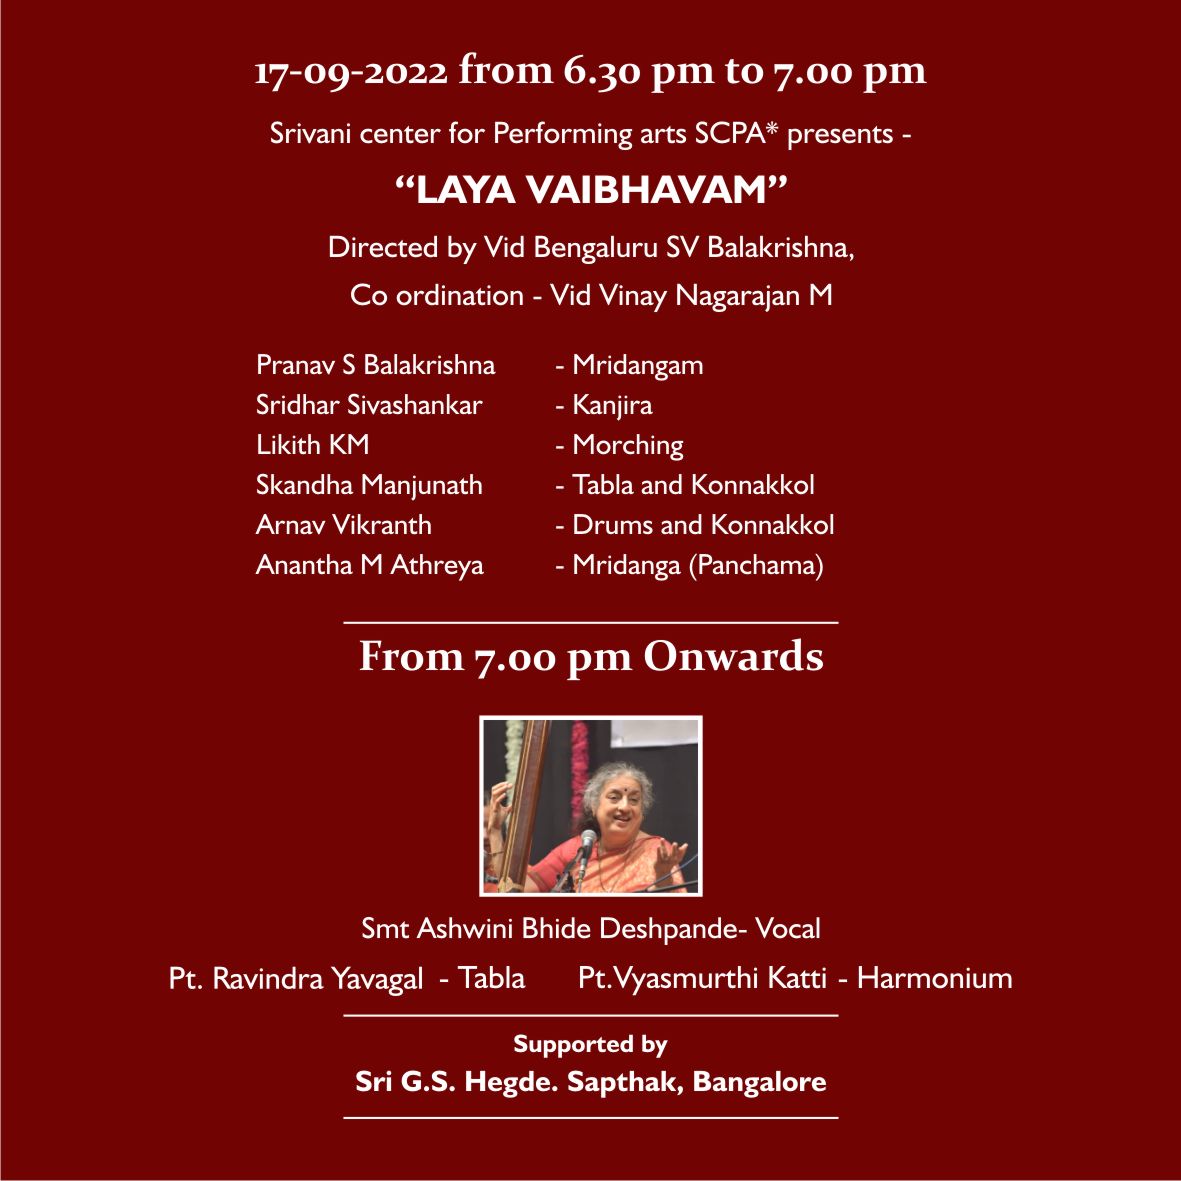 17-09-2022 from 6.30 pm to 7.00 pm
Srivani center for Performing arts SCPA* presents -
“LAYA VAIBHAVAM”
Directed by Vid Bengaluru SV Balakrishna,
Co ordination - Vid Vinay Nagarajan M
Pranav S Balakrishna - Mridangam
Sridhar Sivashankar - Kanjira
Likith KM - Morching
Skandha Manjunath - Tabla and Konnakkol
Arnav Vikranth - Drums and Konnakkol
Anantha M Athreya - Mridanga (Panchama)
From 7.00 pm Onwards
Smt Ashwini Bhide Deshpande- Vocal
Pt. Ravindra Yavagal - Tabla Pt.Vyasmurthi Katti - Harmonium
Supported by
Sri G.S. Hegde. Sapthak, Bangalore